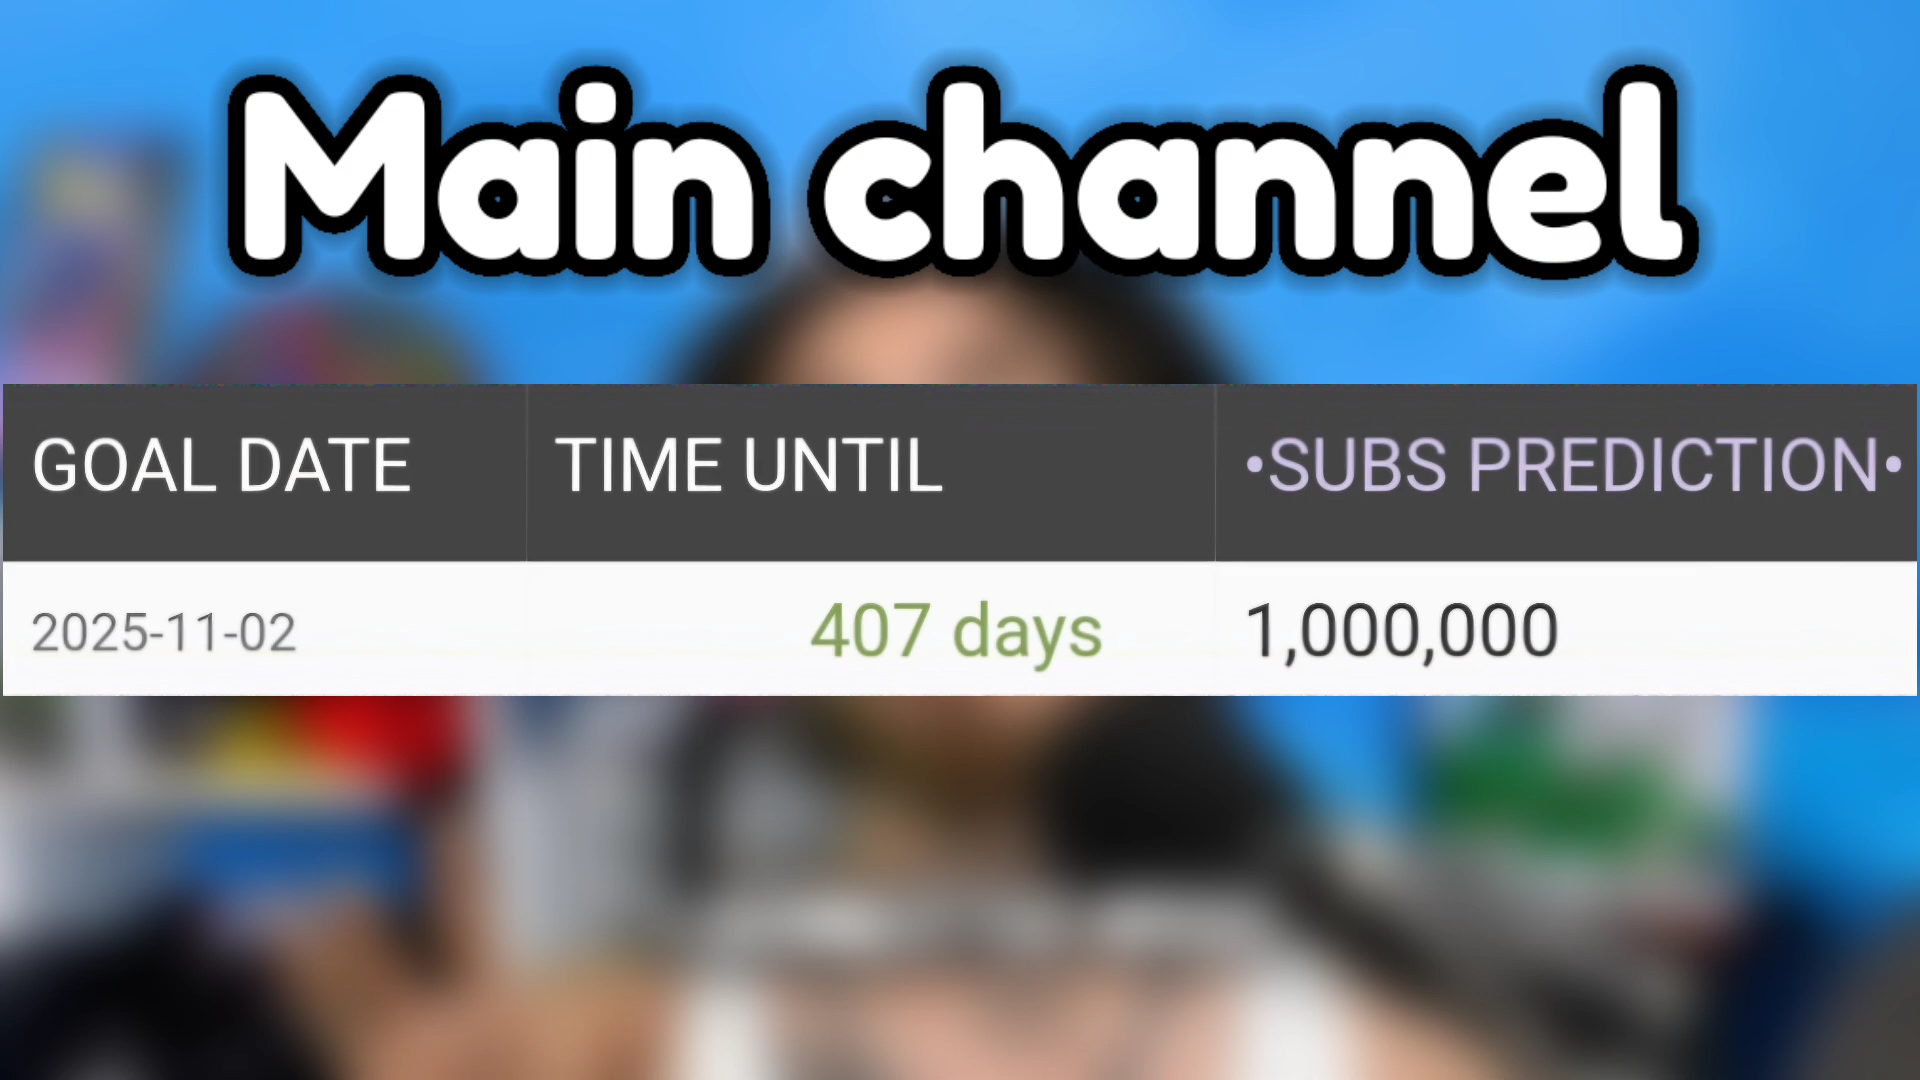 Main channel
GOAL DATE TIME UNTIL •SUBS PREDICTION•
2025-11-02 407 days 1,000,000